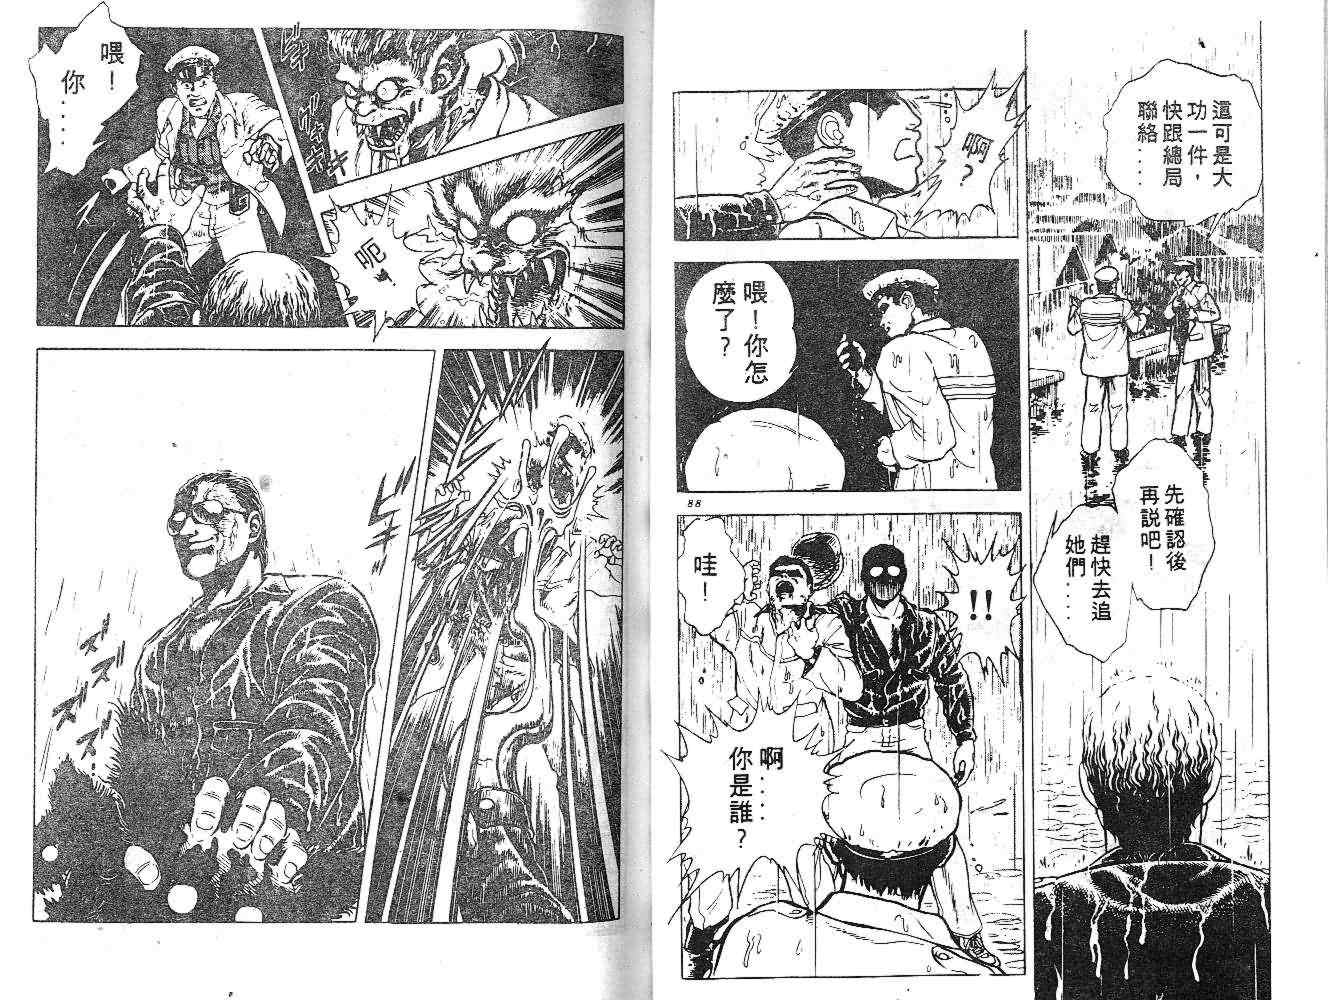 這可是大
功一件，
快跟總局
聯絡．．．．
先確認後
再説吧！
趕快去追
她們．．．．
啊？
喂！你怎
麼了？
88
!!
哇！
啊．．．．
你是誰？
呃！
喂！
你．．．．